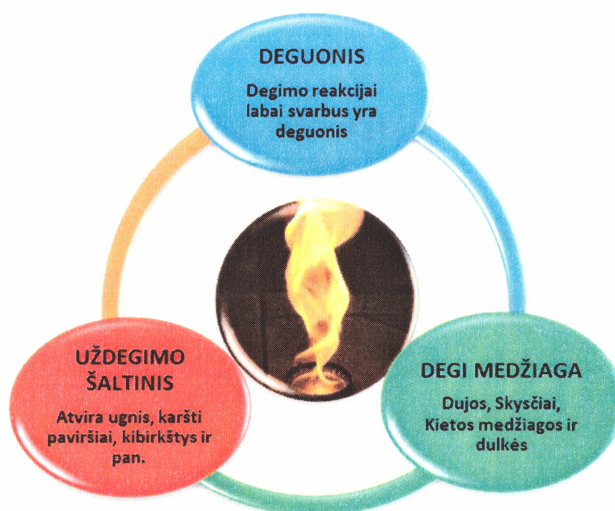 DEGUONIS
Degimo reakcijai
labai svarbus yra
deguonis
UŽDEGIMO
ŠALTINIS
Atvira ugnis, karšti
paviršiai, kibirkštys ir
pan.
DEGI MEDŽIAGA
Dujos, Skysčiai,
Kietos medžiagos ir
dulkės